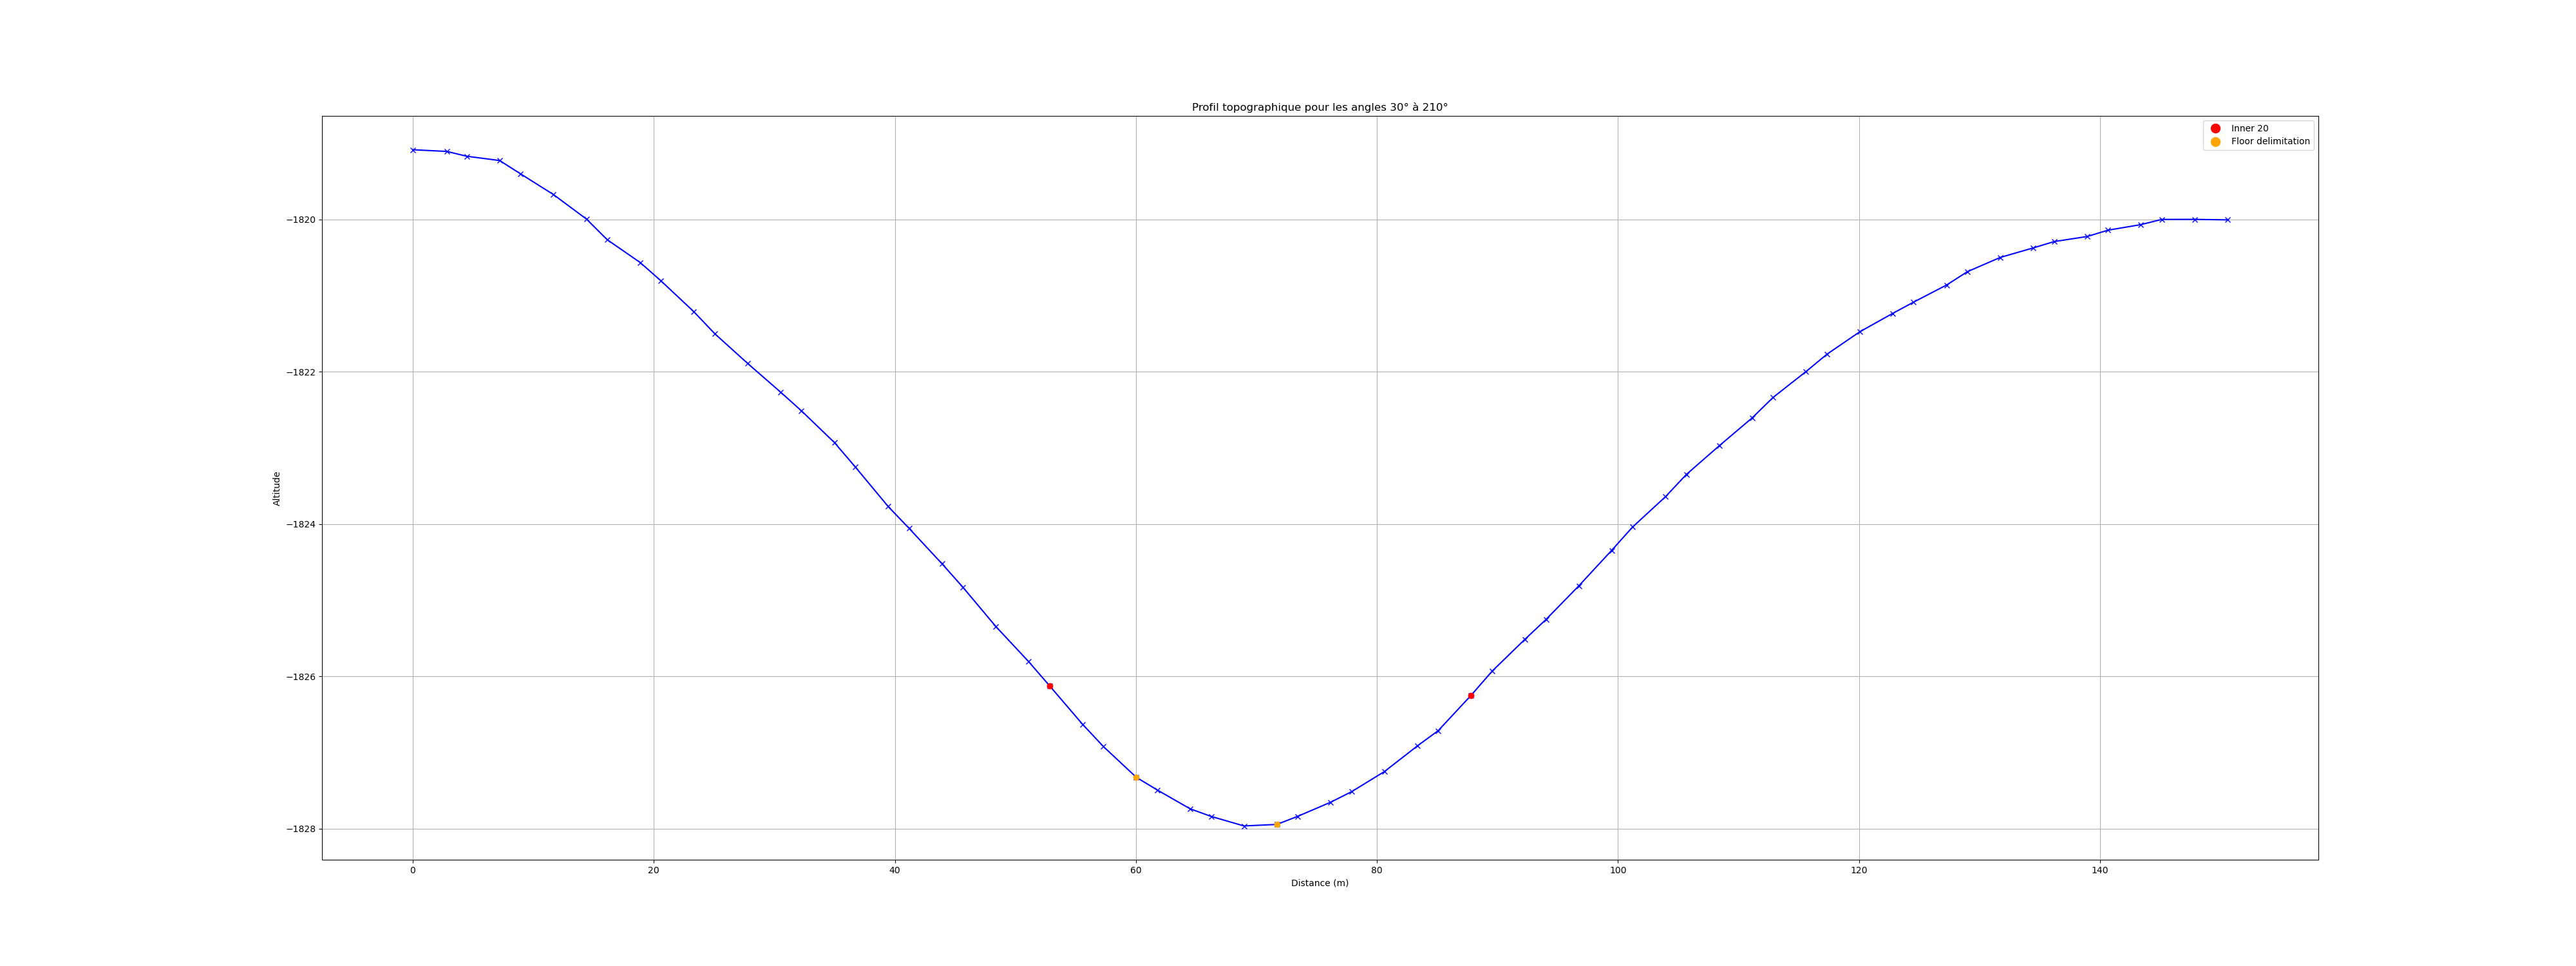 Profil topographique pour les angles 30° à 210°
Inner 20
Floor delimitation
Altitude
−1820
−1822
−1824
−1826
−1828
0 20 40 60 80 100 120 140
Distance (m)